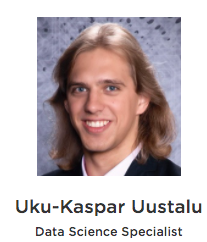 Uku-Kaspar Uustalu
Data Science Specialist